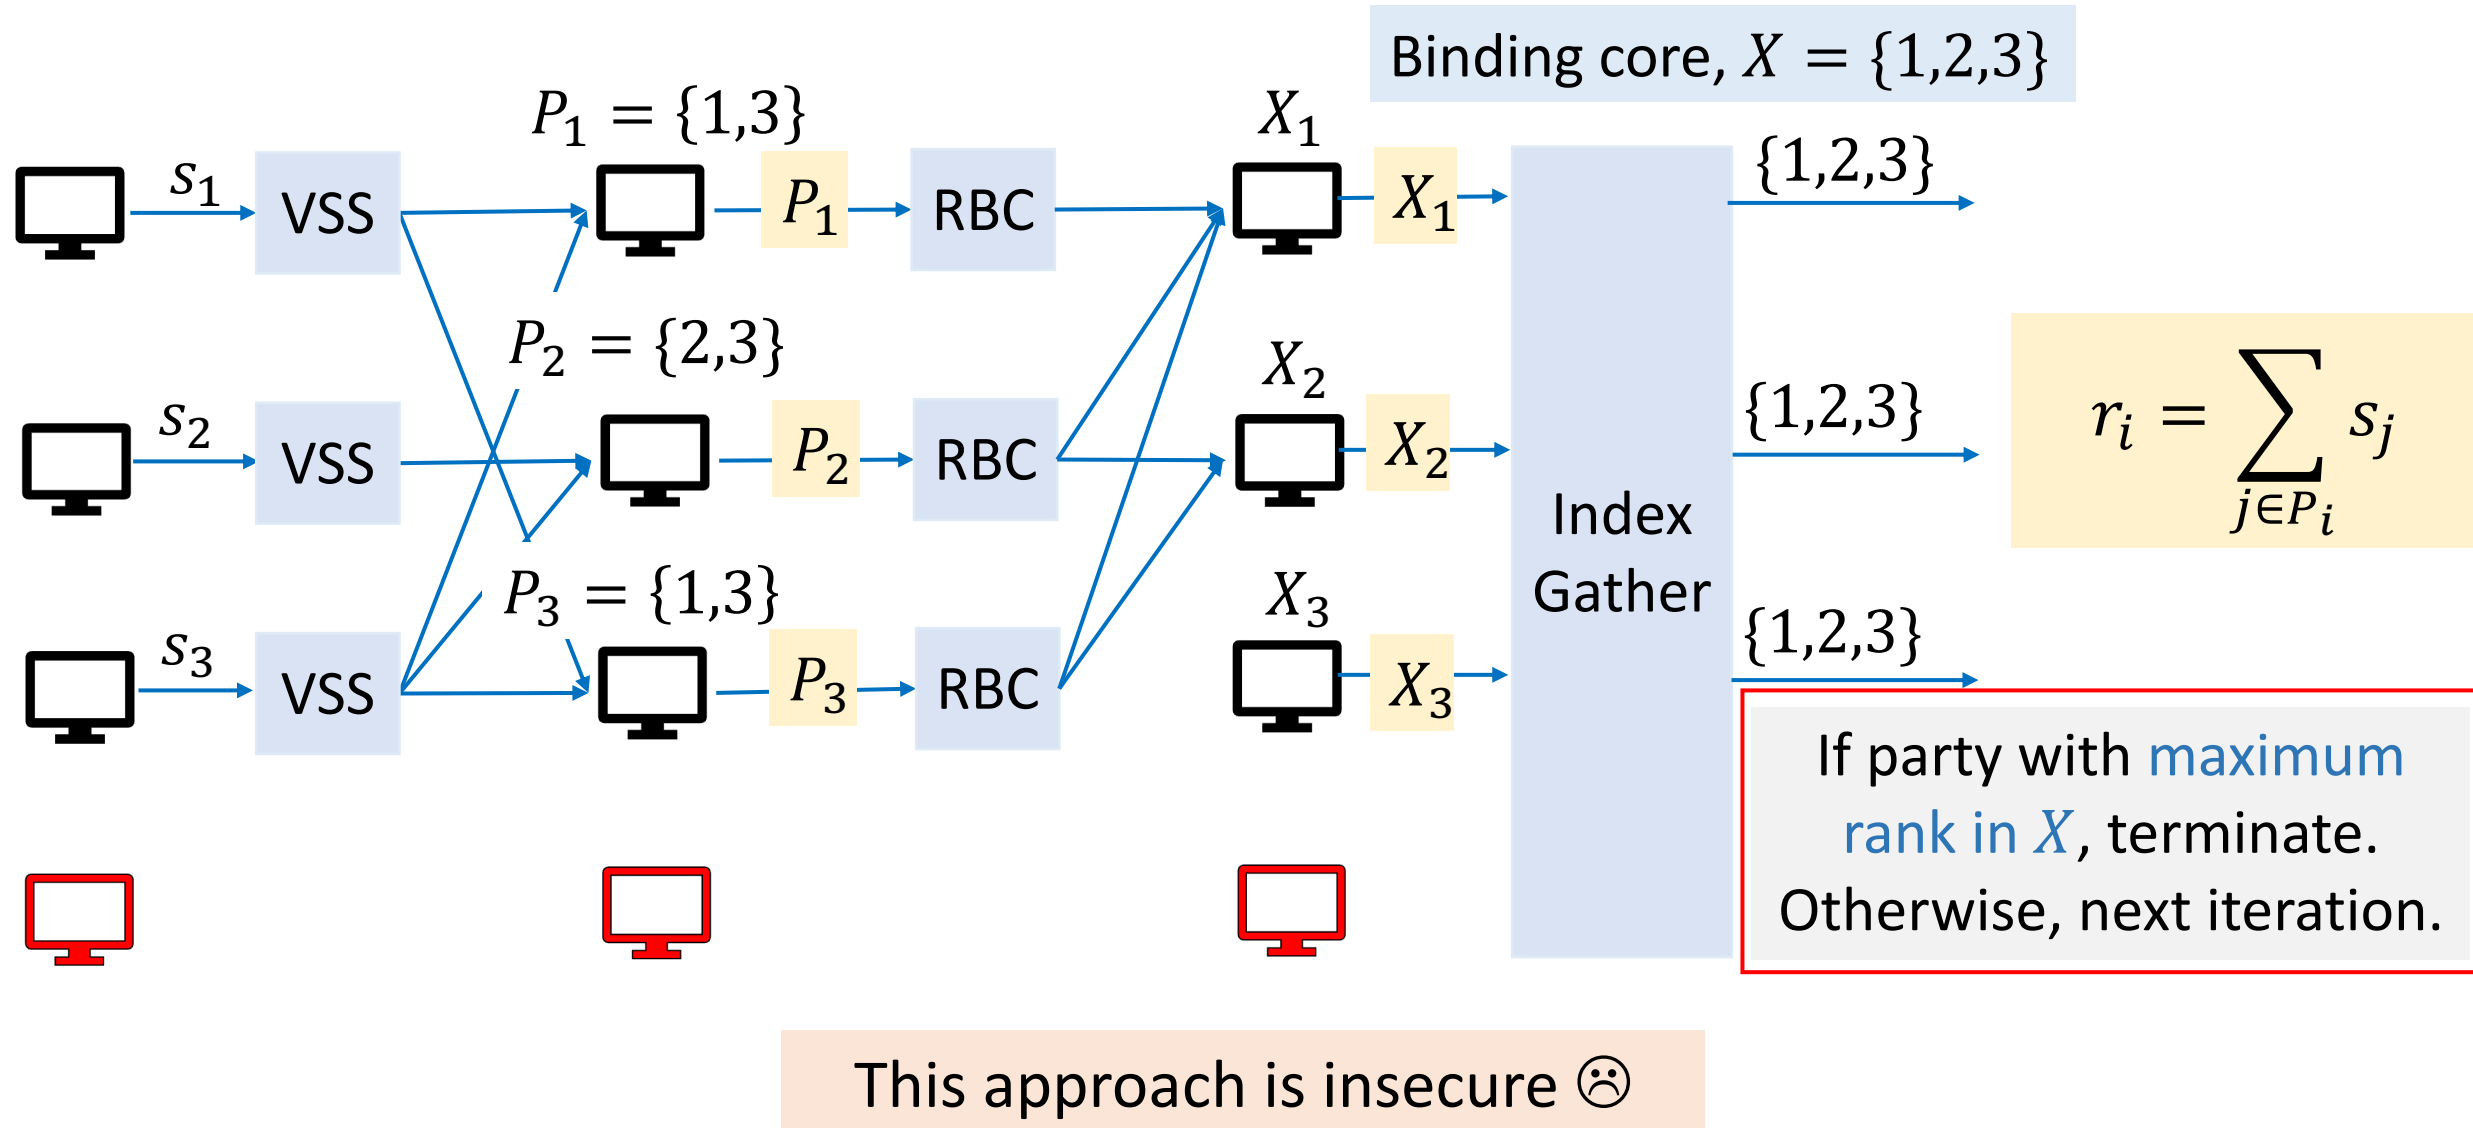 Binding core, X = {1,2,3}
P₁ = {1,3}
X₁
{1,2,3}
s₁
VSS
P₁
RBC
X₁
P₂ = {2,3}
X₂
{1,2,3}
s₂
VSS
P₂
RBC
X₂
rᵢ = ∑ sⱼ
j∈Pᵢ
Index
Gather
P₃ = {1,3}
X₃
{1,2,3}
s₃
VSS
P₃
RBC
X₃
If party with maximum
rank in X, terminate.
Otherwise, next iteration.
This approach is insecure ☹